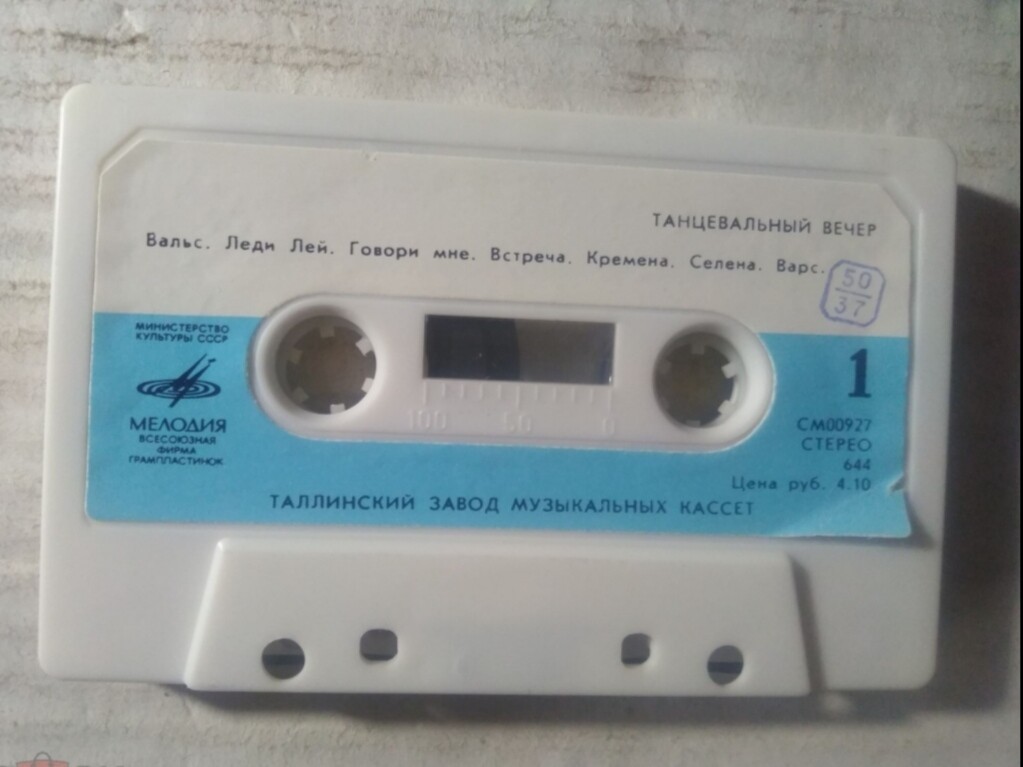 ТАНЦЕВАЛЬНЫЙ ВЕЧЕР
Вальс. Леди Лей. Говори мне. Встреча. Кремена. Селена. Варс.
50
37
МИНИСТЕРСТВО
КУЛЬТУРЫ СССР
МЕЛОДИЯ
ВСЕСОЮЗНАЯ
ФИРМА
ГРАМПЛАСТИНОК
100 50 0
1
СМ00927
СТЕРЕО
644
Цена руб. 4.10
ТАЛЛИНСКИЙ ЗАВОД МУЗЫКАЛЬНЫХ КАССЕТ